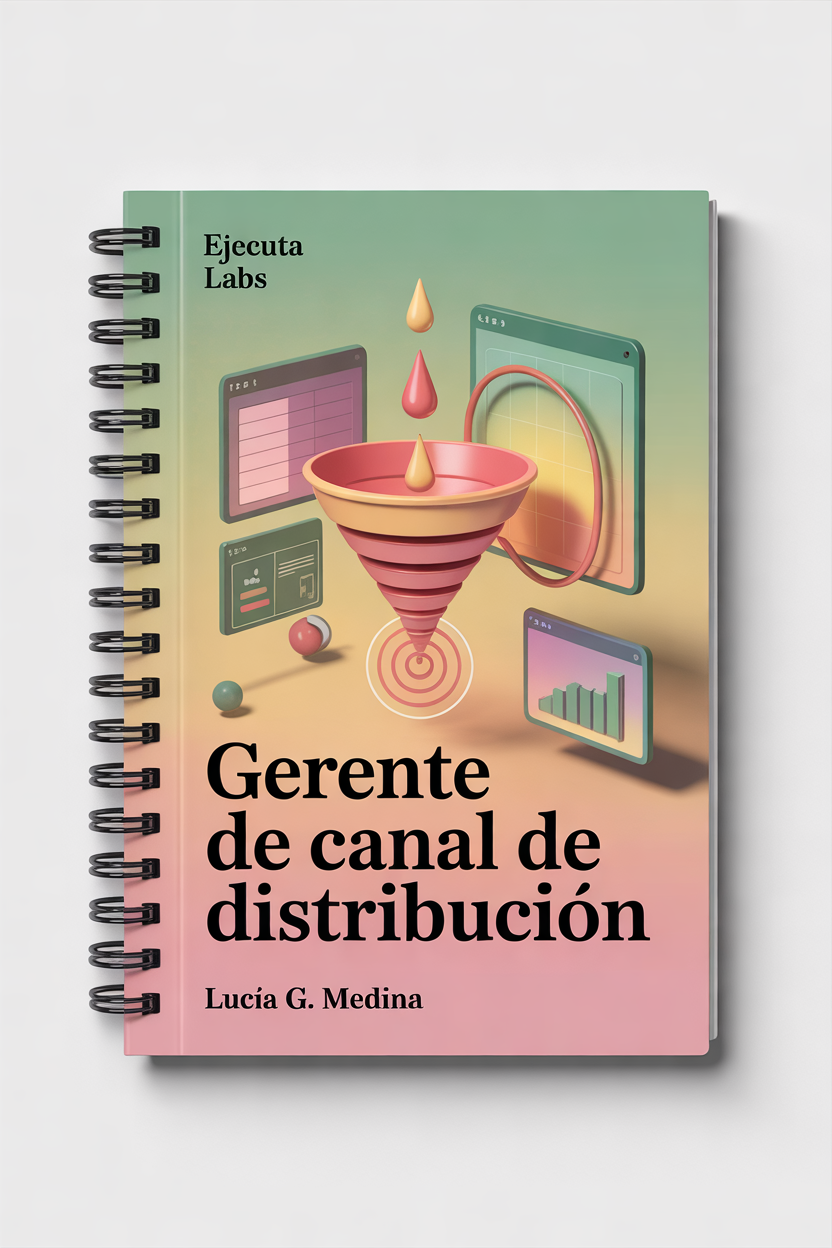 Ejecuta
Labs
Gerente
de canal de
distribución
Lucía G. Medina